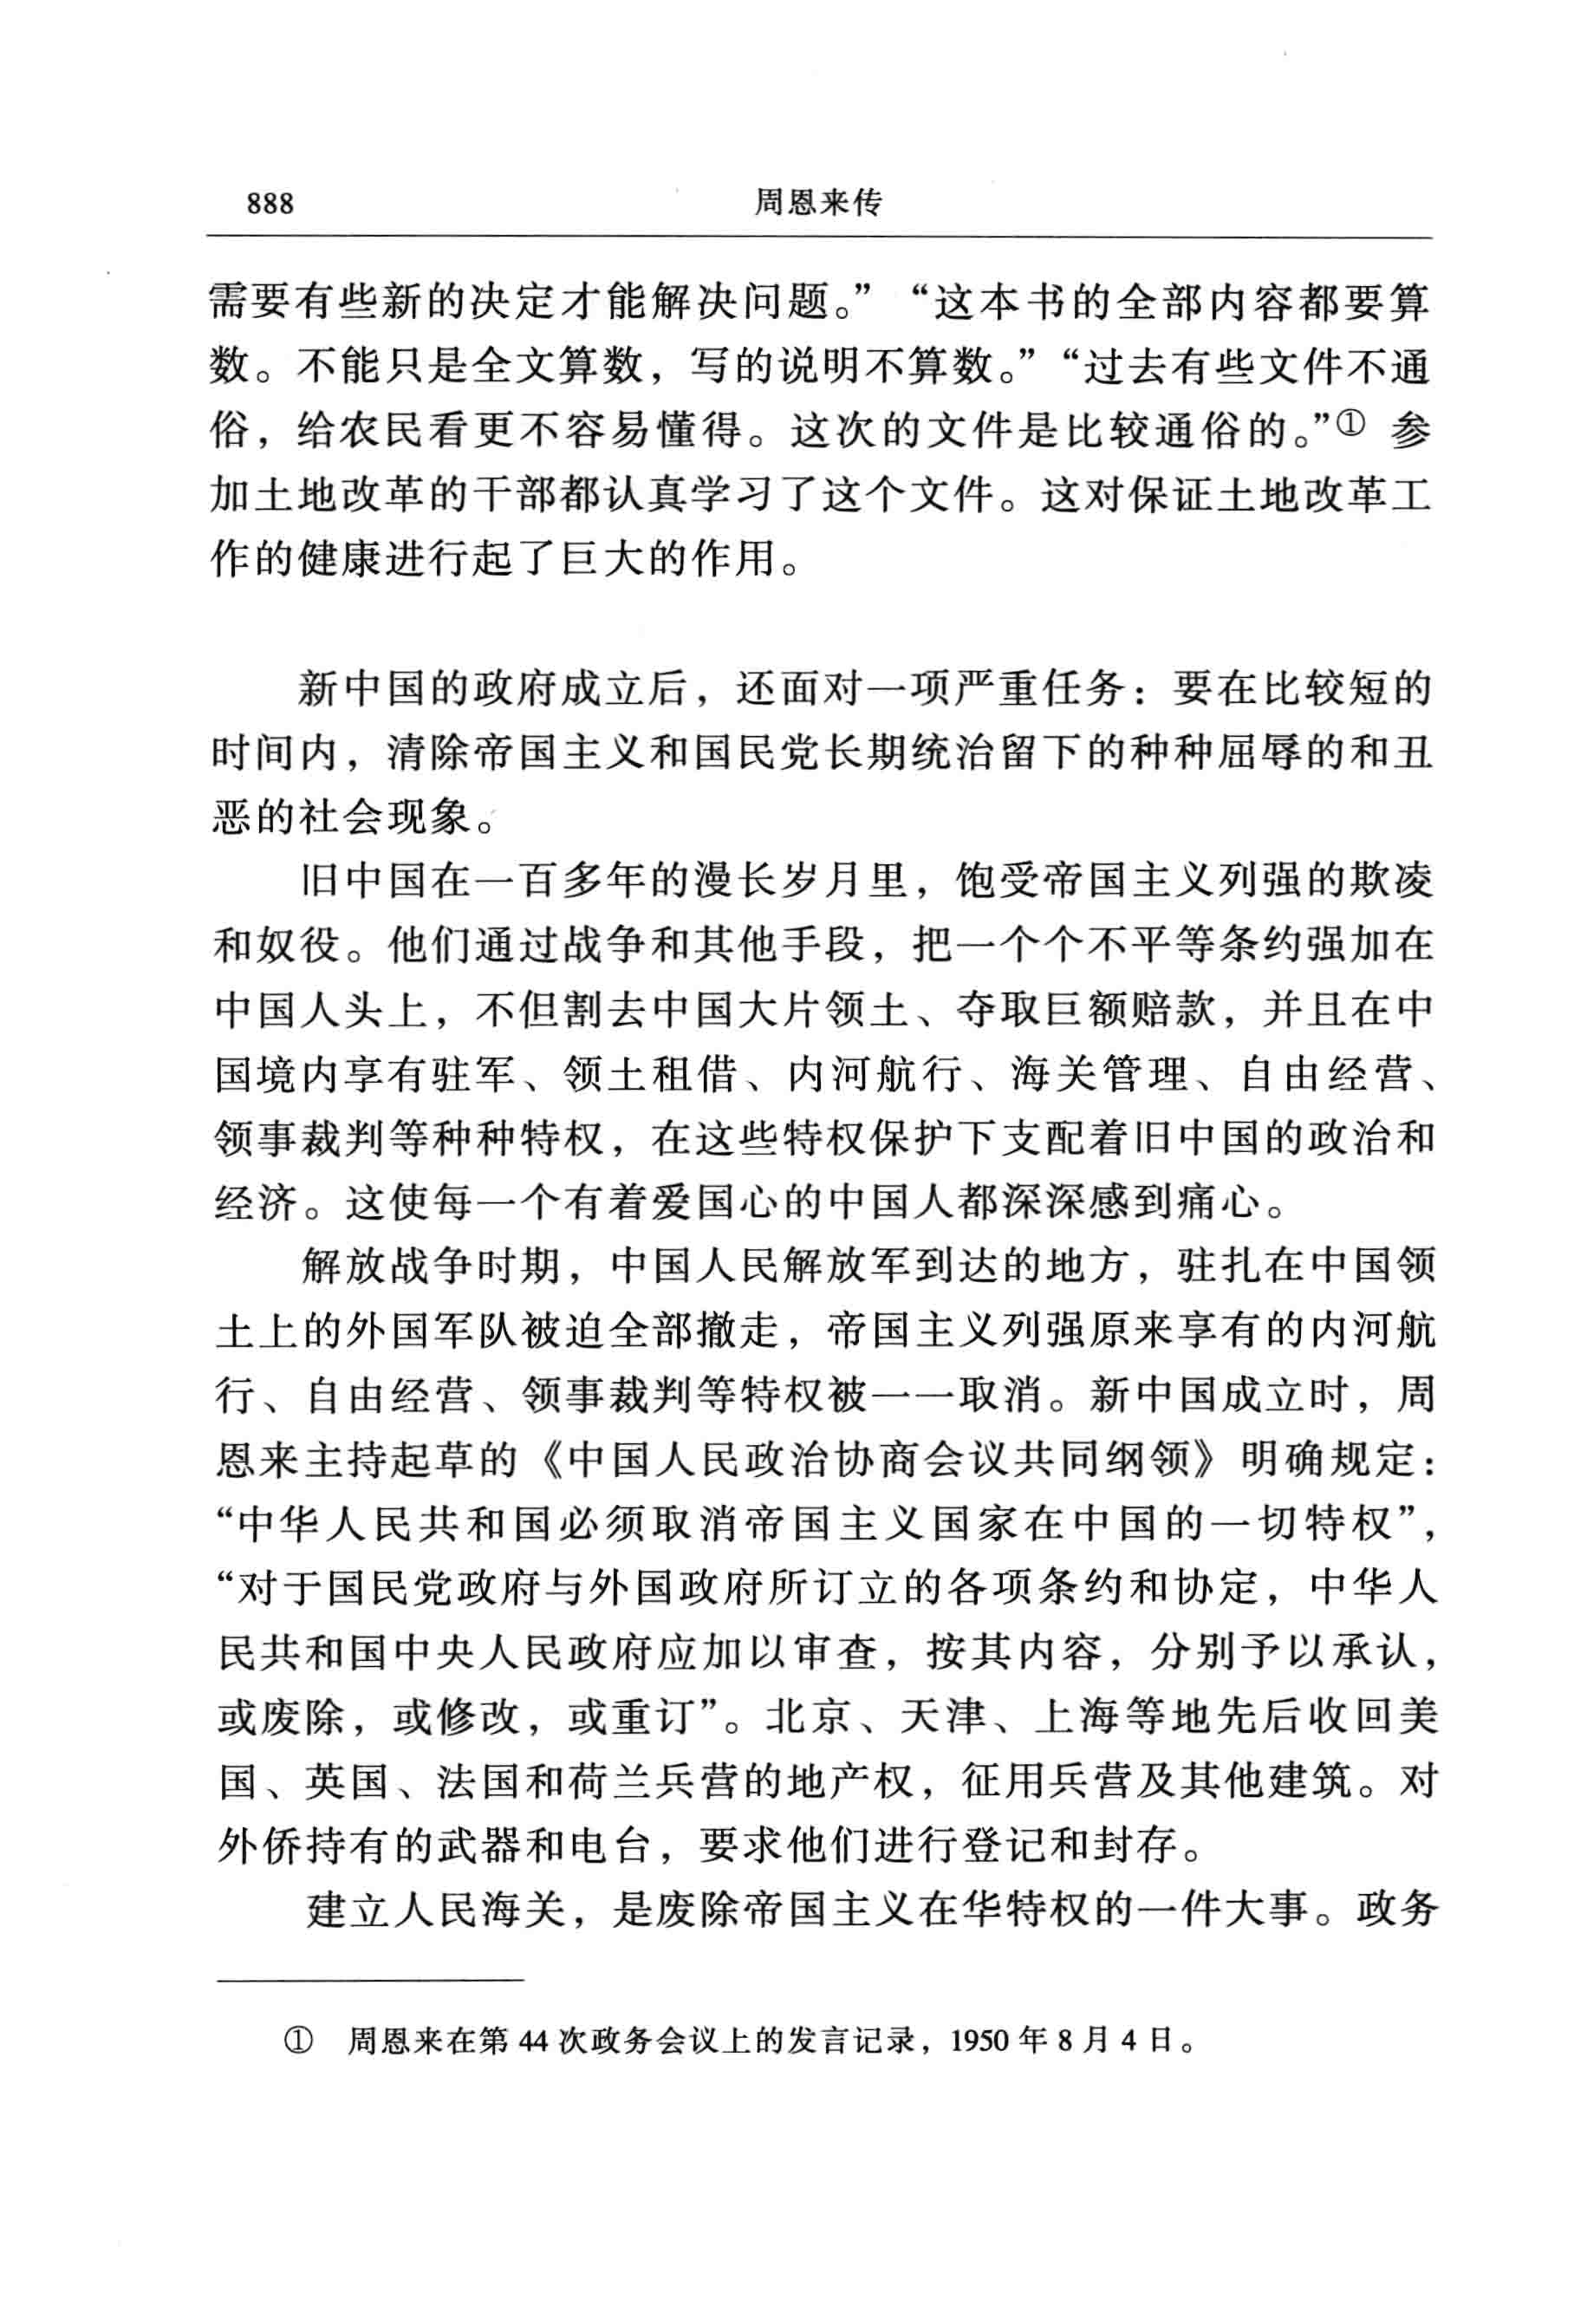 888
周恩来传
需要有些新的决定才能解决问题。” “这本书的全部内容都要算
数。不能只是全文算数，写的说明不算数。”“过去有些文件不通
俗，给农民看更不容易懂得。这次的文件是比较通俗的。”① 参
加土地改革的干部都认真学习了这个文件。这对保证土地改革工
作的健康进行起了巨大的作用。
新中国的政府成立后，还面对一项严重任务：要在比较短的
时间内，清除帝国主义和国民党长期统治留下的种种屈辱的和丑
恶的社会现象。
旧中国在一百多年的漫长岁月里，饱受帝国主义列强的欺凌
和奴役。他们通过战争和其他手段，把一个个不平等条约强加在
中国人头上，不但割去中国大片领土、夺取巨额赔款，并且在中
国境内享有驻军、领土租借、内河航行、海关管理、自由经营、
领事裁判等种种特权，在这些特权保护下支配着旧中国的政治和
经济。这使每一个有着爱国心的中国人都深深感到痛心。
解放战争时期，中国人民解放军到达的地方，驻扎在中国领
土上的外国军队被迫全部撤走，帝国主义列强原来享有的内河航
行、自由经营、领事裁判等特权被一一取消。新中国成立时，周
恩来主持起草的《中国人民政治协商会议共同纲领》明确规定：
“中华人民共和国必须取消帝国主义国家在中国的一切特权”，
“对于国民党政府与外国政府所订立的各项条约和协定，中华人
民共和国中央人民政府应加以审查，按其内容，分别予以承认，
或废除，或修改，或重订”。北京、天津、上海等地先后收回美
国、英国、法国和荷兰兵营的地产权，征用兵营及其他建筑。对
外侨持有的武器和电台，要求他们进行登记和封存。
建立人民海关，是废除帝国主义在华特权的一件大事。政务
① 周恩来在第 44 次政务会议上的发言记录，1950 年 8 月 4 日。